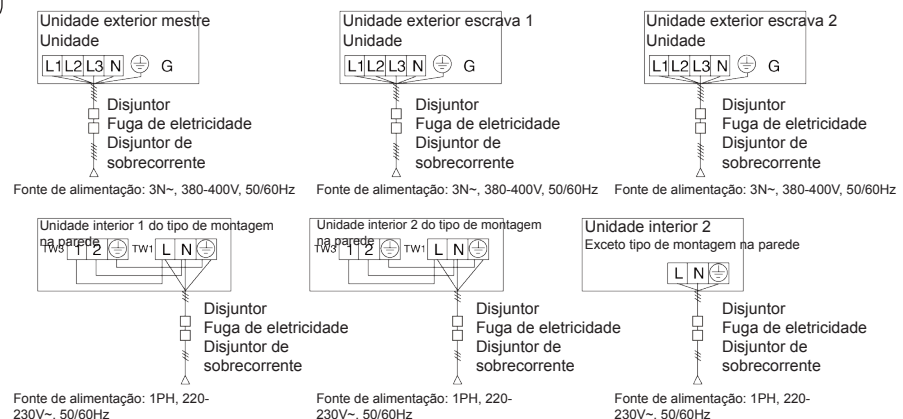 Unidade exterior mestre
Unidade
L1 L2 L3 N G
Disjuntor
Fuga de eletricidade
Disjuntor de
sobrecorrente
Fonte de alimentação: 3N~, 380-400V, 50/60Hz
Unidade exterior escrava 1
Unidade
L1 L2 L3 N G
Disjuntor
Fuga de eletricidade
Disjuntor de
sobrecorrente
Fonte de alimentação: 3N~, 380-400V, 50/60Hz
Unidade exterior escrava 2
Unidade
L1 L2 L3 N G
Disjuntor
Fuga de eletricidade
Disjuntor de
sobrecorrente
Fonte de alimentação: 3N~, 380-400V, 50/60Hz
Unidade interior 1 do tipo de montagem
na parede
TW3 1 2 TW1 L N
Disjuntor
Fuga de eletricidade
Disjuntor de
sobrecorrente
Fonte de alimentação: 1PH, 220-
230V~, 50/60Hz
Unidade interior 2 do tipo de montagem
na parede
TW3 1 2 TW1 L N
Disjuntor
Fuga de eletricidade
Disjuntor de
sobrecorrente
Fonte de alimentação: 1PH, 220-
230V~, 50/60Hz
Unidade interior 2
Exceto tipo de montagem na parede
L N
Disjuntor
Fuga de eletricidade
Disjuntor de
sobrecorrente
Fonte de alimentação: 1PH, 220-
230V~, 50/60Hz